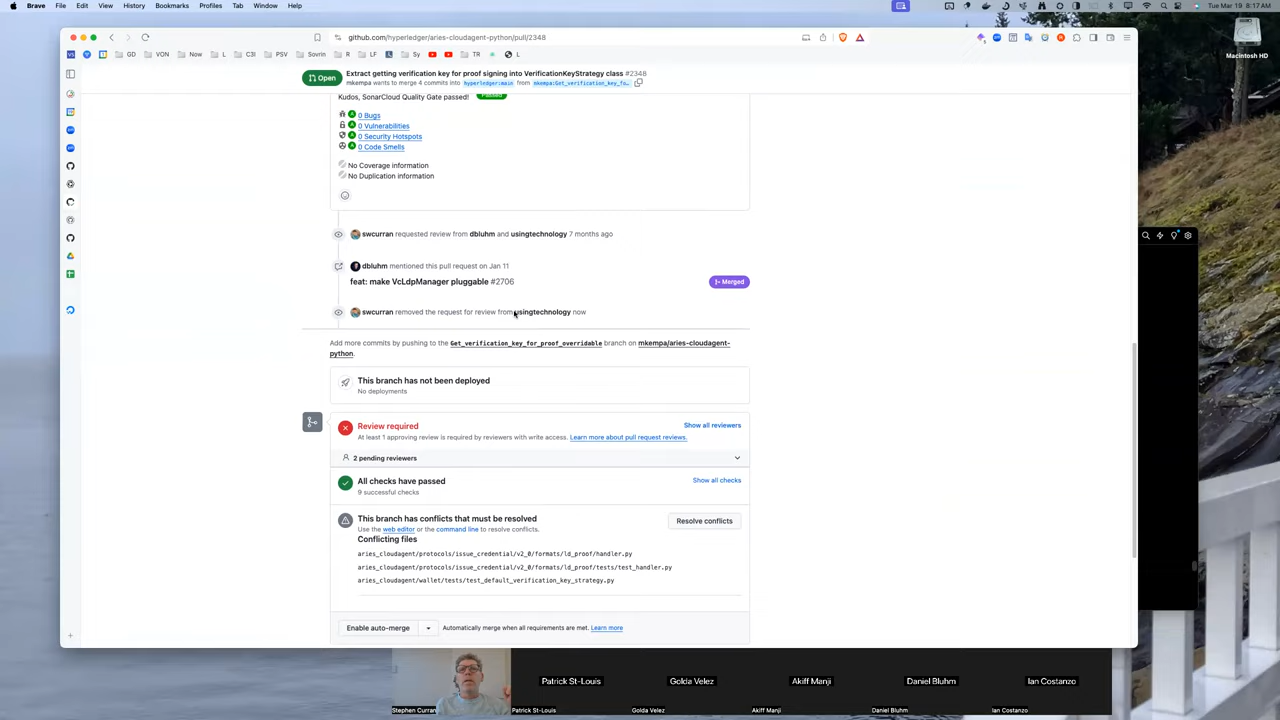 Brave File Edit View History Bookmarks Profiles Tab Window Help
Tue Mar 19 8:17 AM
github.com/hyperledger/aries-cloudagent-python/pull/2348
GD VON Now L C3I PSV Sovrin R LF Sy TR L
Macintosh HD
Open
Extract getting verification key for proof signing into VerificationKeyStrategy class #2348
mkempa wants to merge 4 commits into hyperledger:main from mkempa:Get_verification_key_fo…
Kudos, SonarCloud Quality Gate passed! Passed
0 Bugs
0 Vulnerabilities
0 Security Hotspots
0 Code Smells
No Coverage information
No Duplication information
swcurran requested review from dbluhm and usingtechnology 7 months ago
dbluhm mentioned this pull request on Jan 11
feat: make VcLdpManager pluggable #2706
Merged
swcurran removed the request for review from usingtechnology now
Add more commits by pushing to the Get_verification_key_for_proof_overridable branch on mkempa/aries-cloudagent-
python.
This branch has not been deployed
No deployments
Review required
Show all reviewers
At least 1 approving review is required by reviewers with write access. Learn more about pull request reviews.
2 pending reviewers
All checks have passed
Show all checks
9 successful checks
This branch has conflicts that must be resolved
Resolve conflicts
Use the web editor or the command line to resolve conflicts.
Conflicting files
aries_cloudagent/protocols/issue_credential/v2_0/formats/ld_proof/handler.py
aries_cloudagent/protocols/issue_credential/v2_0/formats/ld_proof/tests/test_handler.py
aries_cloudagent/wallet/tests/test_default_verification_key_strategy.py
Enable auto-merge
Automatically merge when all requirements are met. Learn more
Patrick St-Louis
Golda Velez
Akiff Manji
Daniel Bluhm
Ian Costanzo
Stephen Curran
Patrick St-Louis
Golda Velez
Akiff Manji
Daniel Bluhm
Ian Costanzo